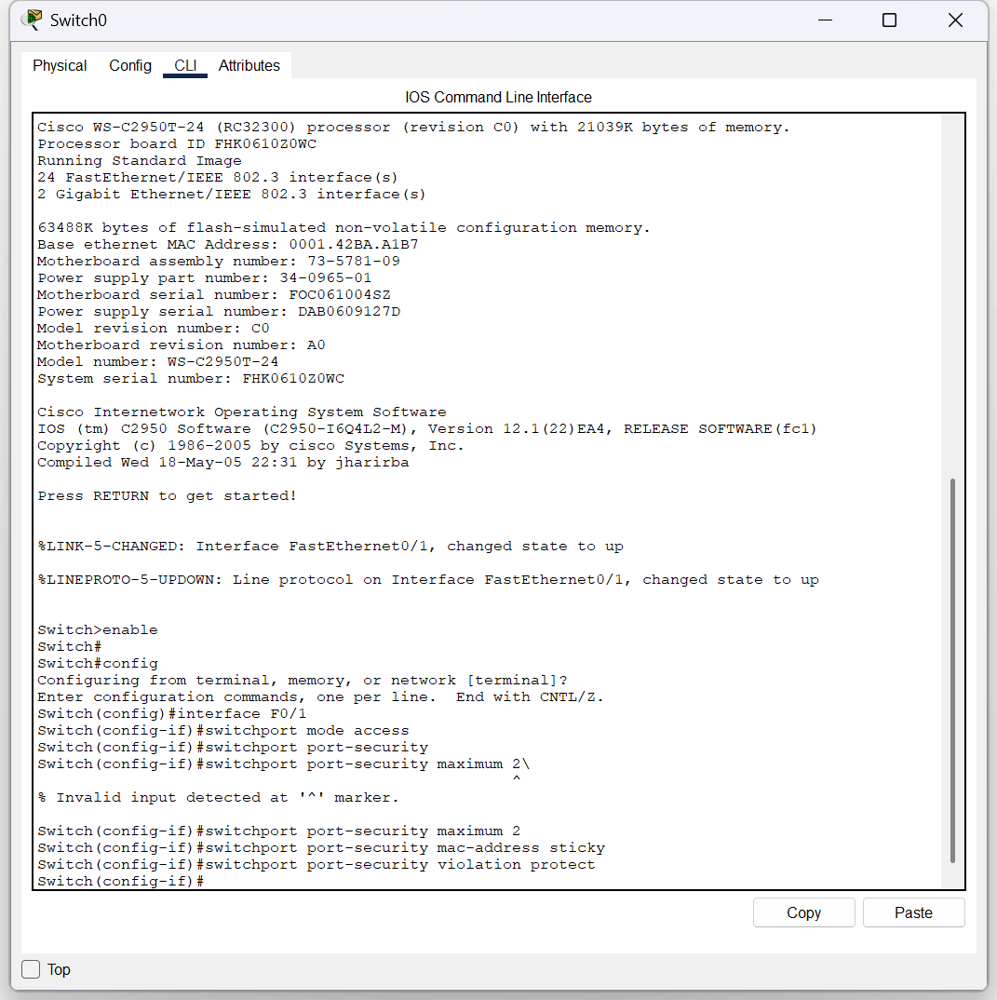 Switch0
Physical Config CLI Attributes
IOS Command Line Interface
Cisco WS-C2950T-24 (RC32300) processor (revision C0) with 21039K bytes of memory.
Processor board ID FHK0610Z0WC
Running Standard Image
24 FastEthernet/IEEE 802.3 interface(s)
2 Gigabit Ethernet/IEEE 802.3 interface(s)
63488K bytes of flash-simulated non-volatile configuration memory.
Base ethernet MAC Address: 0001.42BA.A1B7
Motherboard assembly number: 73-5781-09
Power supply part number: 34-0965-01
Motherboard serial number: FOC061004SZ
Power supply serial number: DAB0609127D
Model revision number: C0
Motherboard revision number: A0
Model number: WS-C2950T-24
System serial number: FHK0610Z0WC
Cisco Internetwork Operating System Software
IOS (tm) C2950 Software (C2950-I6Q4L2-M), Version 12.1(22)EA4, RELEASE SOFTWARE(fc1)
Copyright (c) 1986-2005 by cisco Systems, Inc.
Compiled Wed 18-May-05 22:31 by jharirba
Press RETURN to get started!
%LINK-5-CHANGED: Interface FastEthernet0/1, changed state to up
%LINEPROTO-5-UPDOWN: Line protocol on Interface FastEthernet0/1, changed state to up
Switch>enable
Switch#
Switch#config
Configuring from terminal, memory, or network [terminal]?
Enter configuration commands, one per line.  End with CNTL/Z.
Switch(config)#interface F0/1
Switch(config-if)#switchport mode access
Switch(config-if)#switchport port-security
Switch(config-if)#switchport port-security maximum 2\
^
% Invalid input detected at '^' marker.
Switch(config-if)#switchport port-security maximum 2
Switch(config-if)#switchport port-security mac-address sticky
Switch(config-if)#switchport port-security violation protect
Switch(config-if)#
Copy Paste
Top